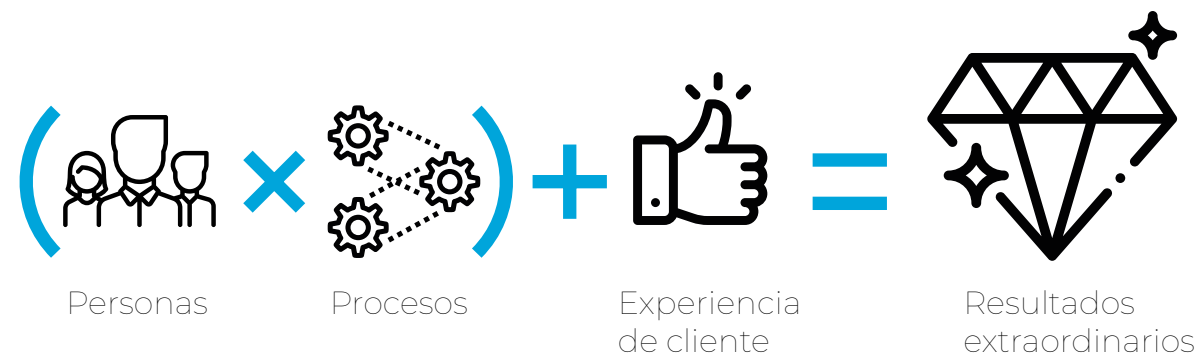 Personas
Procesos
Experiencia
de cliente
Resultados
extraordinarios